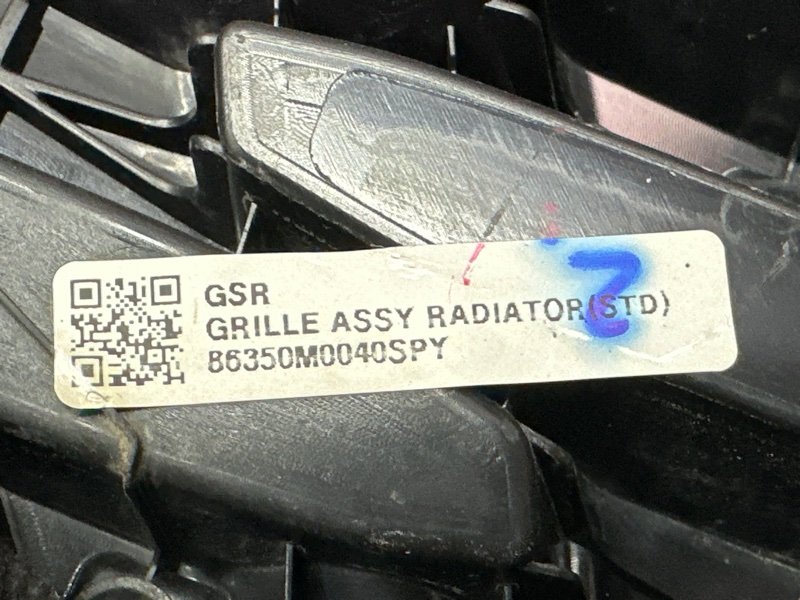 GSR
GRILLE ASSY RADIATOR(STD)
86350M0040SPY